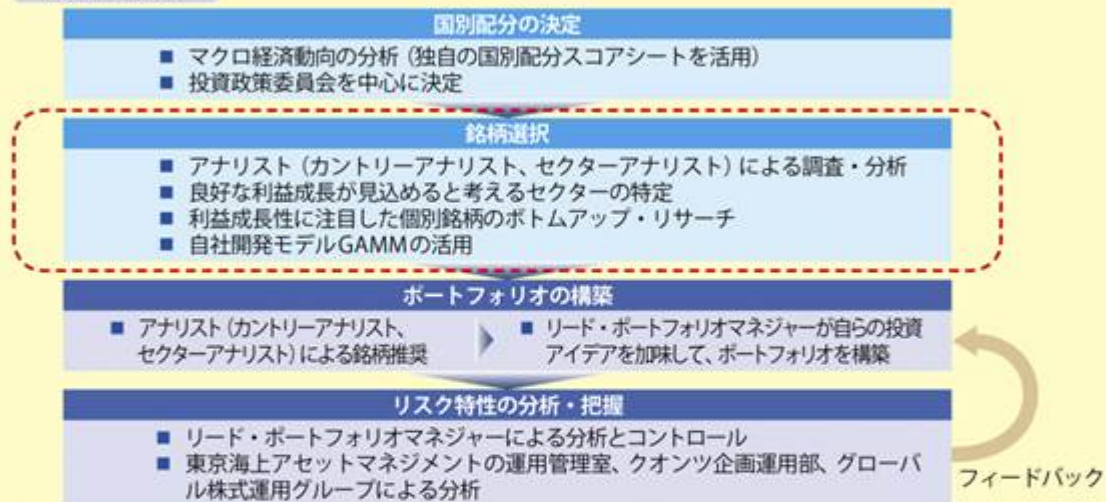 国別配分の決定
■ マクロ経済動向の分析（独自の国別配分スコアシートを活用）
■ 投資政策委員会を中心に決定
銘柄選択
■ アナリスト（カントリーアナリスト、セクターアナリスト）による調査・分析
■ 良好な利益成長が見込めると考えるセクターの特定
■ 利益成長性に注目した個別銘柄のボトムアップ・リサーチ
■ 自社開発モデルGAMMの活用
ポートフォリオの構築
■ アナリスト（カントリーアナリスト、
セクターアナリスト）による銘柄推奨
■ リード・ポートフォリオマネジャーが自らの投資
アイデアを加味して、ポートフォリオを構築
リスク特性の分析・把握
■ リード・ポートフォリオマネジャーによる分析とコントロール
■ 東京海上アセットマネジメントの運用管理室、クオンツ企画運用部、グローバ
ル株式運用グループによる分析
フィードバック